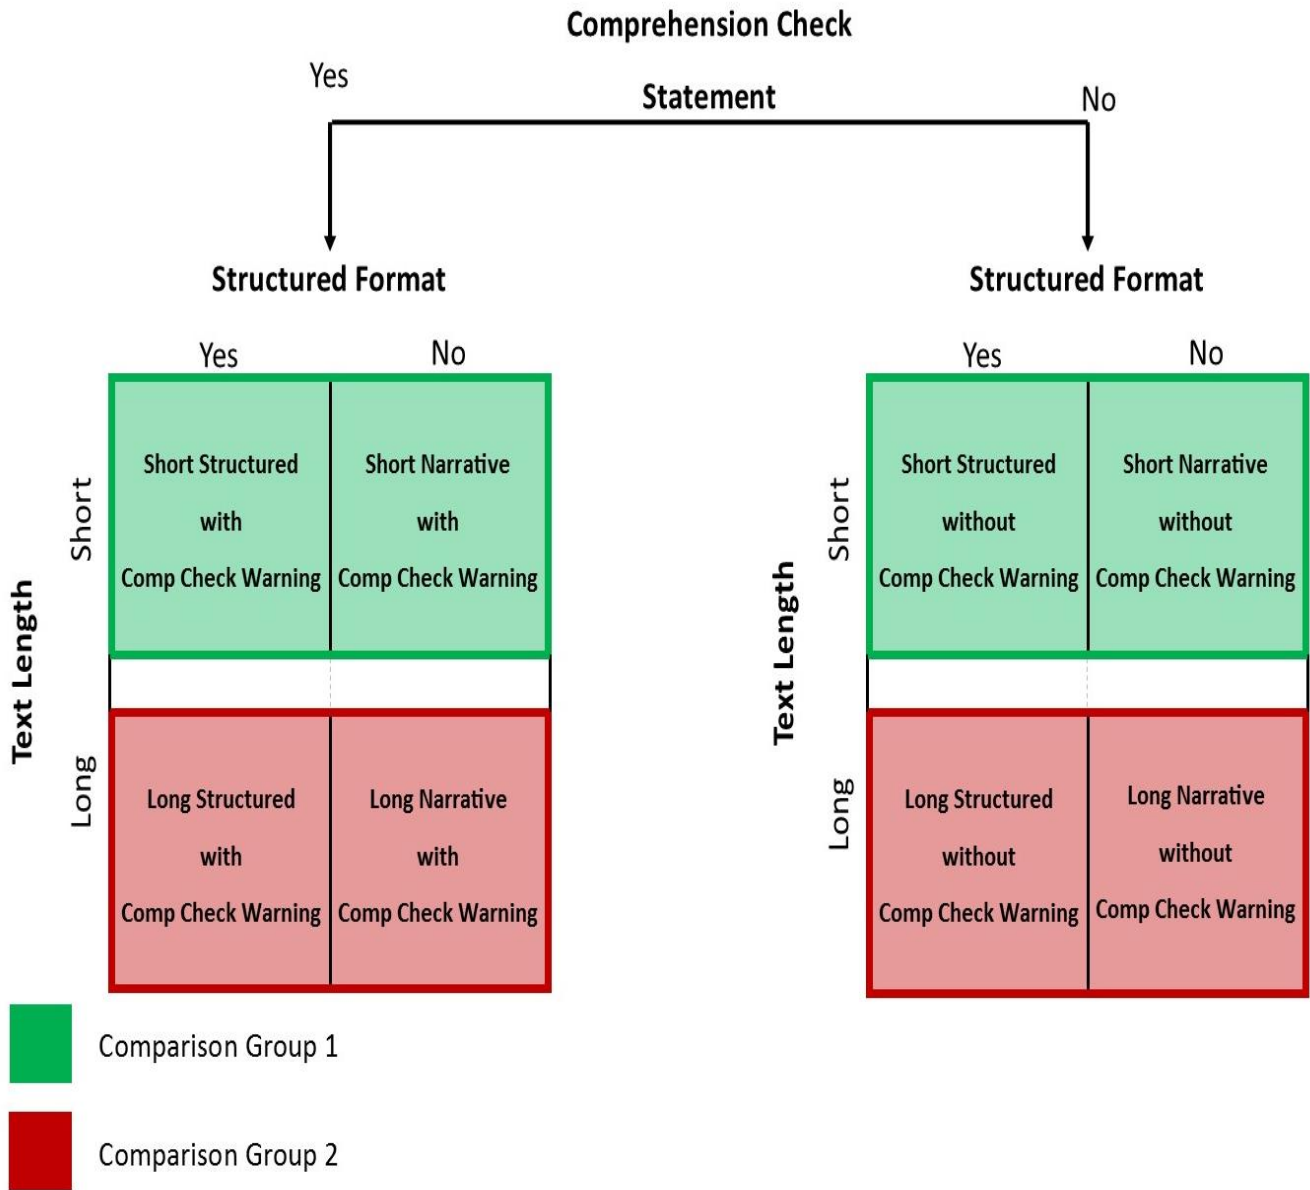 Comprehension Check
Yes
Statement
No
Structured Format
Structured Format
Yes
No
Yes
No
Text Length
Short
Short Structured
with
Comp Check Warning
Short Narrative
with
Comp Check Warning
Long
Long Structured
with
Comp Check Warning
Long Narrative
with
Comp Check Warning
Text Length
Short
Short Structured
without
Comp Check Warning
Short Narrative
without
Comp Check Warning
Long
Long Structured
without
Comp Check Warning
Long Narrative
without
Comp Check Warning
Comparison Group 1
Comparison Group 2